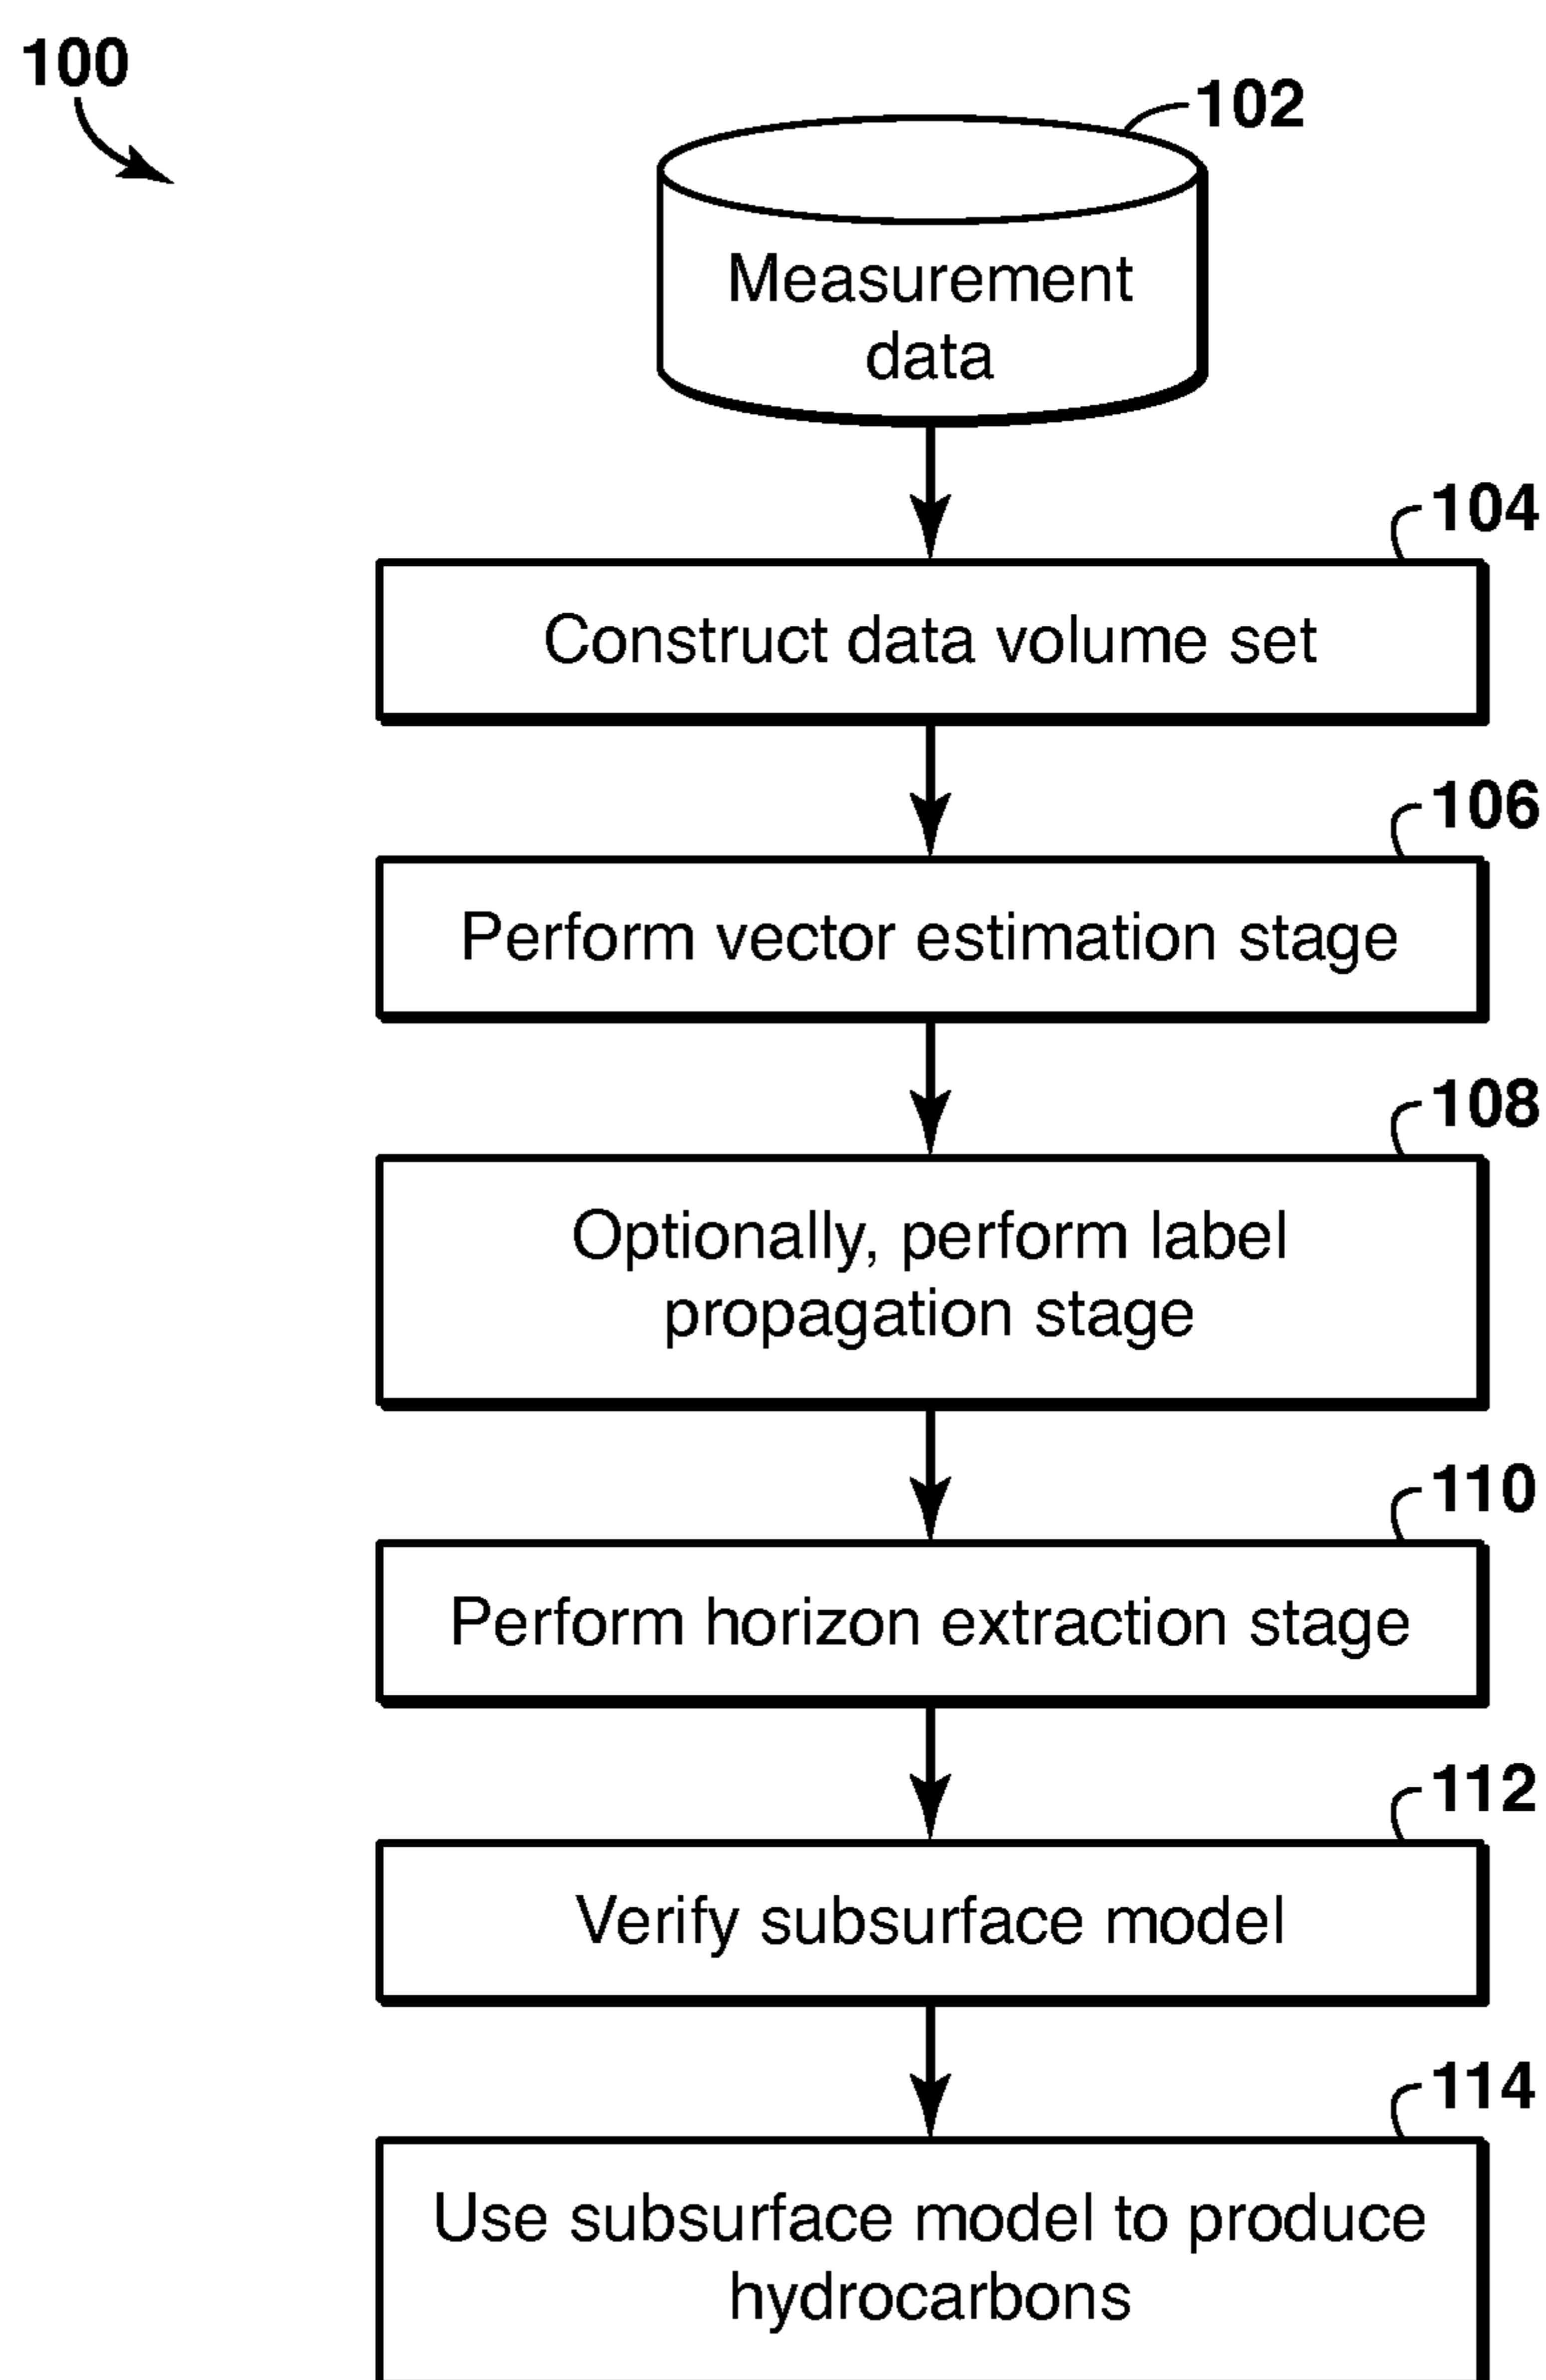 100
102
Measurement
data
104
Construct data volume set
106
Perform vector estimation stage
108
Optionally, perform label
propagation stage
110
Perform horizon extraction stage
112
Verify subsurface model
114
Use subsurface model to produce
hydrocarbons